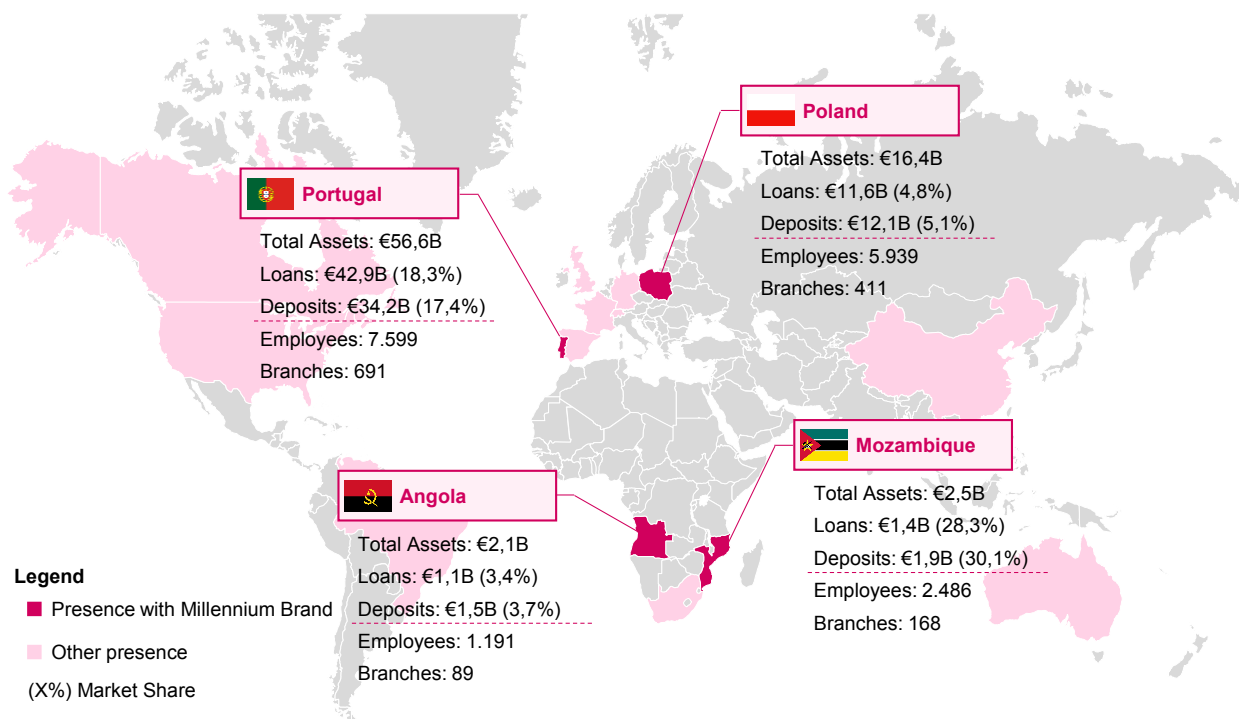 Poland
Total Assets: €16,4B
Loans: €11,6B (4,8%)
Deposits: €12,1B (5,1%)
Employees: 5.939
Branches: 411
Portugal
Total Assets: €56,6B
Loans: €42,9B (18,3%)
Deposits: €34,2B (17,4%)
Employees: 7.599
Branches: 691
Mozambique
Total Assets: €2,5B
Loans: €1,4B (28,3%)
Deposits: €1,9B (30,1%)
Employees: 2.486
Branches: 168
Angola
Total Assets: €2,1B
Loans: €1,1B (3,4%)
Deposits: €1,5B (3,7%)
Employees: 1.191
Branches: 89
Legend
Presence with Millennium Brand
Other presence
(X%) Market Share